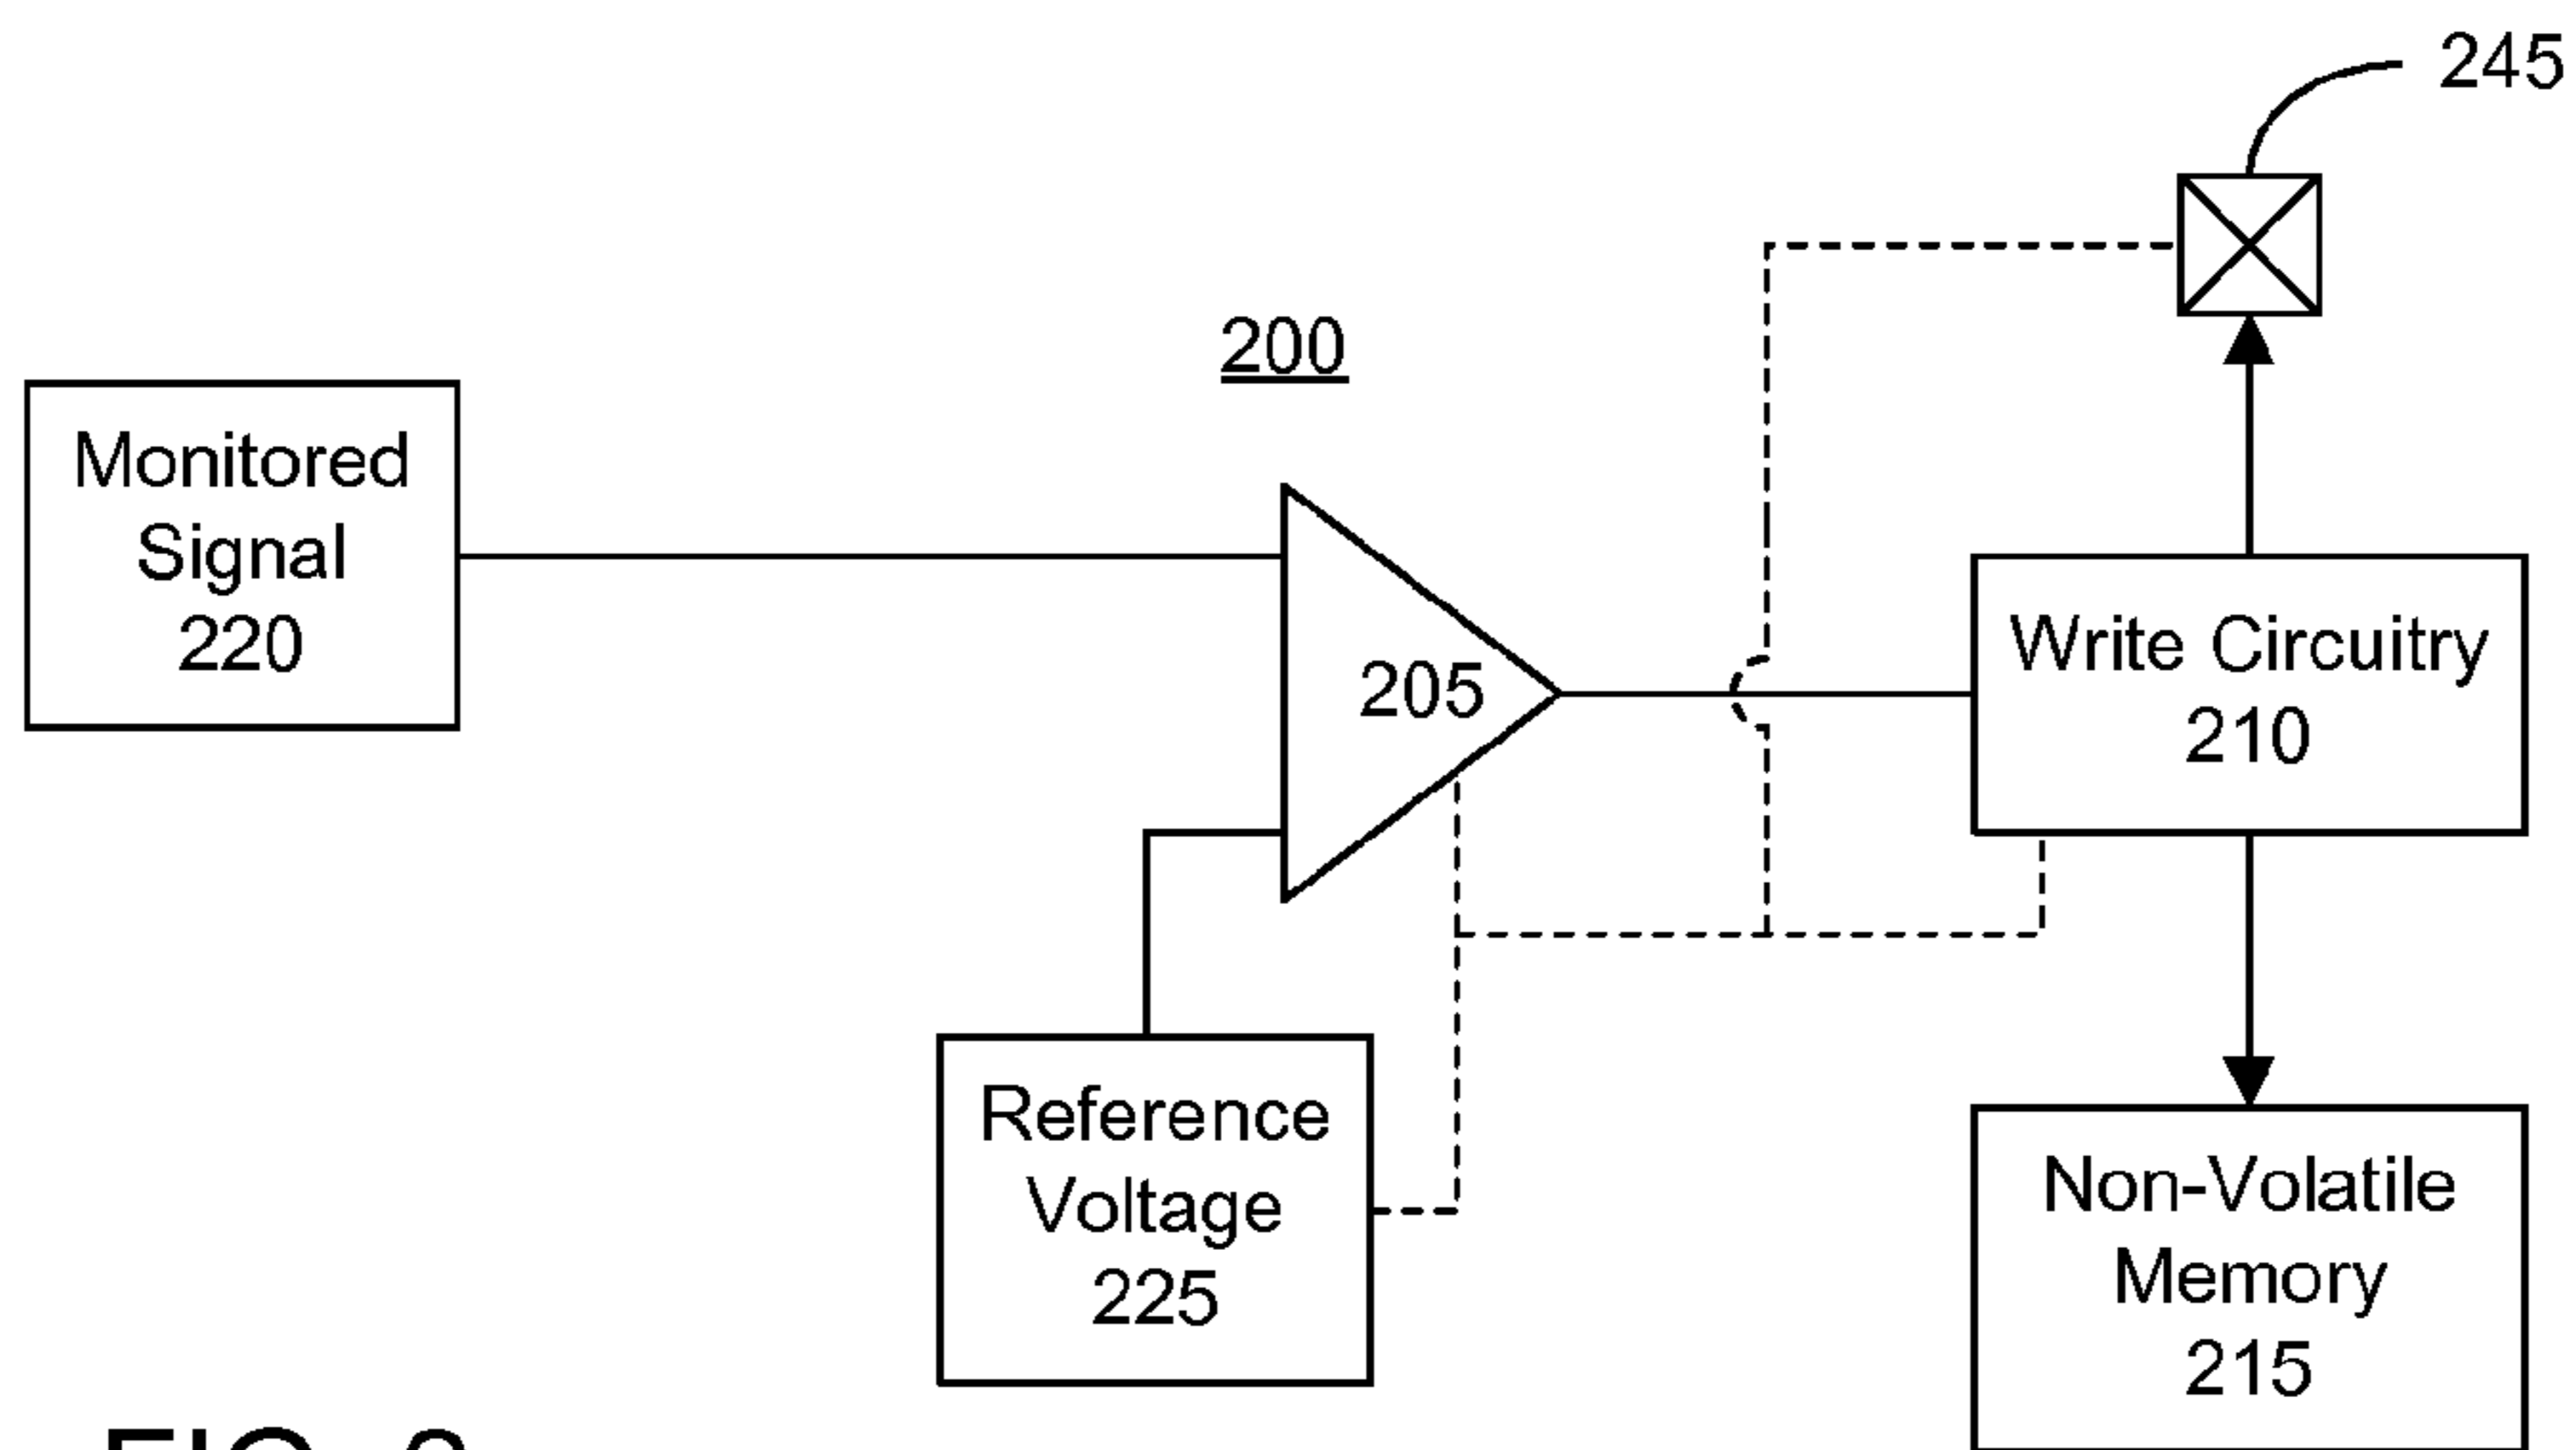 245
200
Monitored
Signal
220
205
Write Circuitry
210
Reference
Voltage
225
Non-Volatile
Memory
215